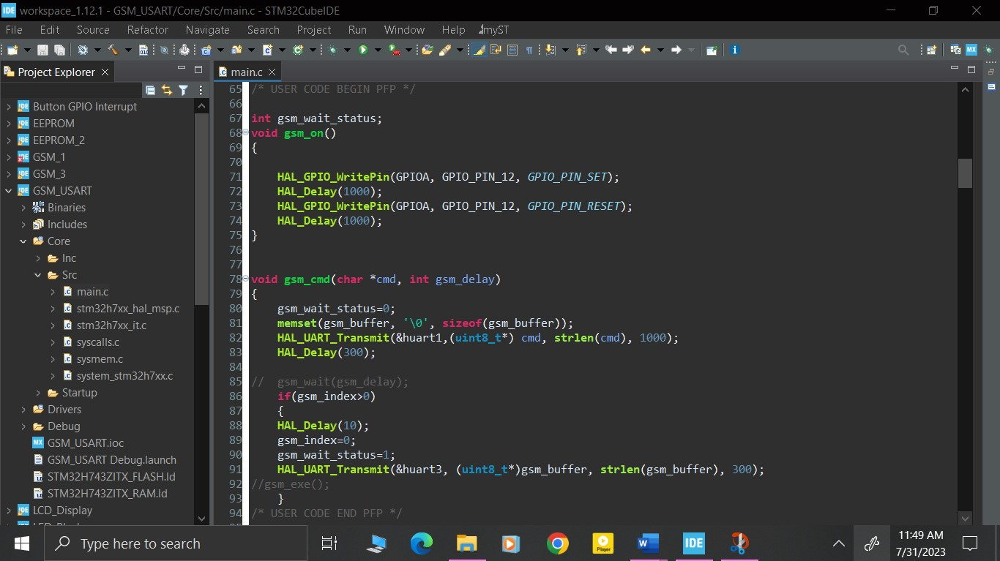 workspace_1.12.1 - GSM_USART/Core/Src/main.c - STM32CubeIDE
File Edit Source Refactor Navigate Search Project Run Window Help myST
Project Explorer
Button GPIO Interrupt
EEPROM
EEPROM_2
GSM_1
GSM_3
GSM_USART
Binaries
Includes
Core
Inc
Src
main.c
stm32h7xx_hal_msp.c
stm32h7xx_it.c
syscalls.c
sysmem.c
system_stm32h7xx.c
Startup
Drivers
Debug
GSM_USART.ioc
GSM_USART Debug.launch
STM32H743ZITX_FLASH.ld
STM32H743ZITX_RAM.ld
LCD_Display
main.c
65 /* USER CODE BEGIN PFP */
66
67 int gsm_wait_status;
68 void gsm_on()
69 {
70
71 HAL_GPIO_WritePin(GPIOA, GPIO_PIN_12, GPIO_PIN_SET);
72 HAL_Delay(1000);
73 HAL_GPIO_WritePin(GPIOA, GPIO_PIN_12, GPIO_PIN_RESET);
74 HAL_Delay(1000);
75 }
76
77
78 void gsm_cmd(char *cmd, int gsm_delay)
79 {
80 gsm_wait_status=0;
81 memset(gsm_buffer, '\0', sizeof(gsm_buffer));
82 HAL_UART_Transmit(&huart1,(uint8_t*) cmd, strlen(cmd), 1000);
83 HAL_Delay(300);
84
85 // gsm_wait(gsm_delay);
86 if(gsm_index>0)
87 {
88 HAL_Delay(10);
89 gsm_index=0;
90 gsm_wait_status=1;
91 HAL_UART_Transmit(&huart3, (uint8_t*)gsm_buffer, strlen(gsm_buffer), 300);
92 //gsm_exe();
93 }
94 /* USER CODE END PFP */
Type here to search
Player
IDE
11:49 AM
7/31/2023